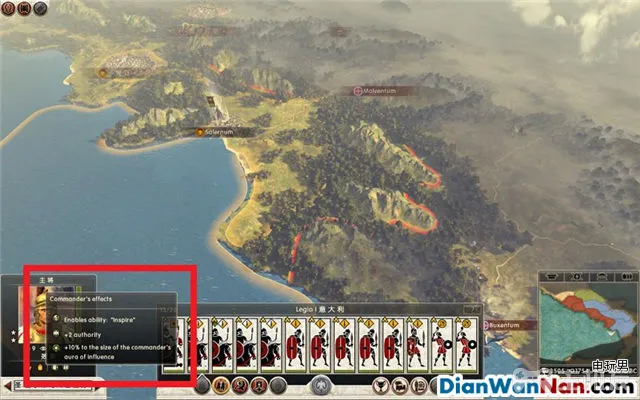 Malventum
Salernum
主将
Commander's effects
Enables ability: "Inspire"
+2 authority
+10% to the size of the commander's
aura of influence
Legio I 意大利
Buxentum
电玩男
DianWanNan.com